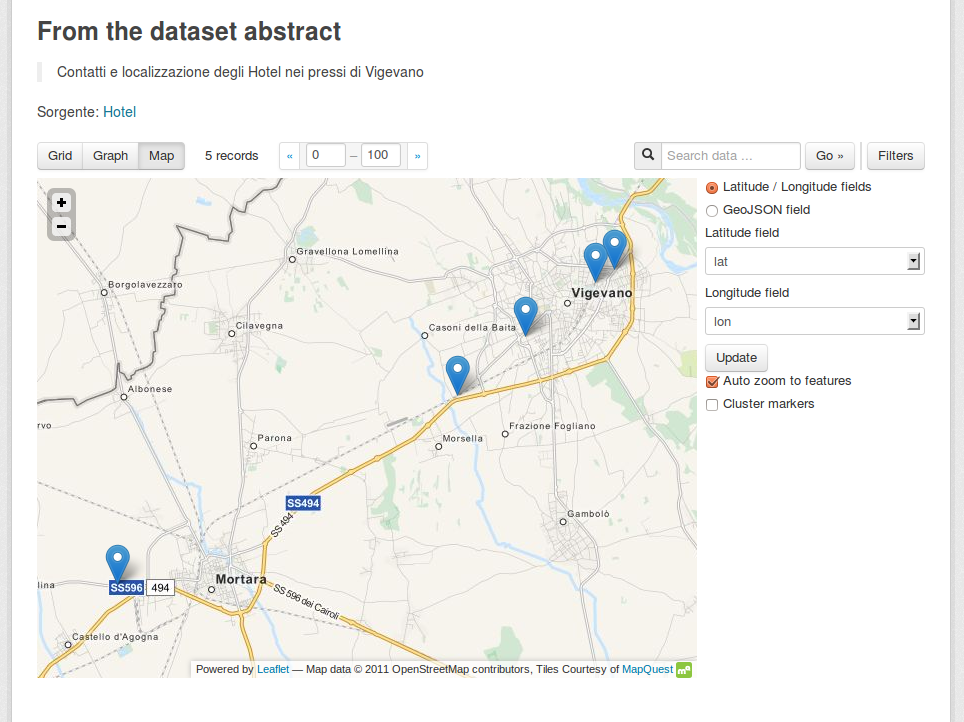 From the dataset abstract
Contatti e localizzazione degli Hotel nei pressi di Vigevano
Sorgente: Hotel
Grid Graph Map 5 records « 0 – 100 » Search data ... Go » Filters
+
−
Latitude / Longitude fields
GeoJSON field
Latitude field
lat
Longitude field
lon
Update
Auto zoom to features
Cluster markers
Gravellona Lomellina
Borgolavezzaro
Vigevano
Cilavegna
Casoni della Baita
Albonese
rvo
Frazione Fogliano
Parona
Morsella
SS494
Gambolò
SS 494
lina
SS596 494
Mortara
SS 596 dei Cairoli
Castello d'Agogna
Powered by Leaflet — Map data © 2011 OpenStreetMap contributors, Tiles Courtesy of MapQuest